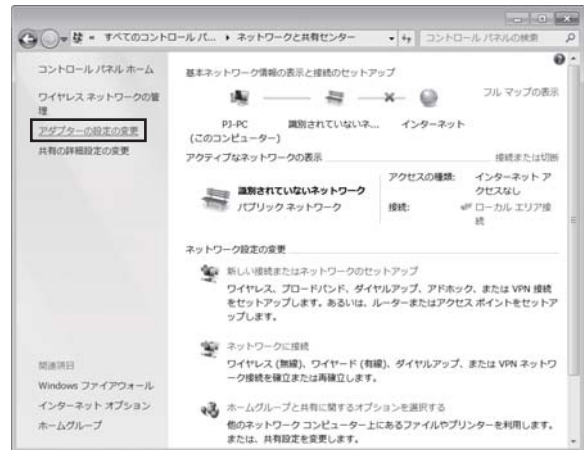 すべてのコントロール パ... ネットワークと共有センター
コントロール パネルの検索
コントロール パネル ホーム
ワイヤレス ネットワークの管
理
アダプターの設定の変更
共有の詳細設定の変更
関連項目
Windows ファイアウォール
インターネット オプション
ホームグループ
基本ネットワーク情報の表示と接続のセットアップ
フル マップの表示
PJ-PC 識別されていないネ... インターネット
(このコンピューター)
アクティブなネットワークの表示 接続または切断
識別されていないネットワーク
パブリック ネットワーク
アクセスの種類: インターネット ア
クセスなし
接続: ローカル エリア接
続
ネットワーク設定の変更
新しい接続またはネットワークのセットアップ
ワイヤレス、ブロードバンド、ダイヤルアップ、アドホック、または VPN 接続
をセットアップします。あるいは、ルーターまたはアクセス ポイントをセットア
ップします。
ネットワークに接続
ワイヤレス (無線)、ワイヤード (有線)、ダイヤルアップ、または VPN ネットワ
ーク接続を確立または再確立します。
ホームグループと共有に関するオプションを選択する
他のネットワーク コンピューター上にあるファイルやプリンターを利用します。
または、共有設定を変更します。